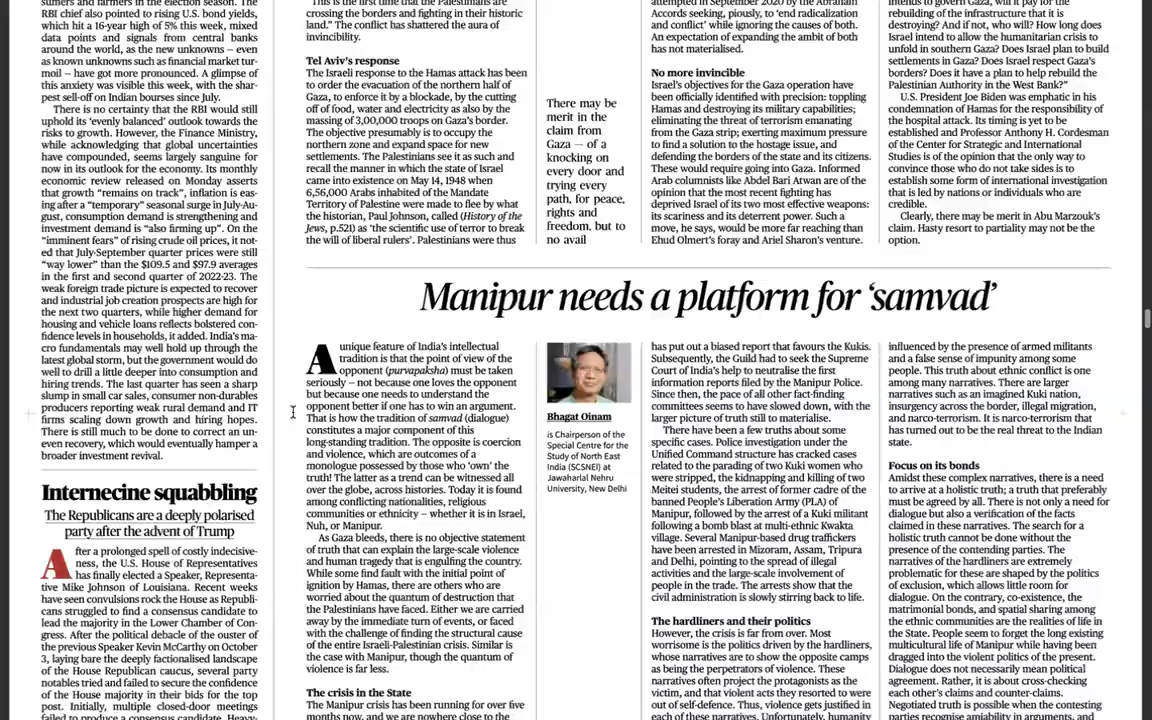 sumers and farmers in the election season. The
RBI chief also pointed to rising U.S. bond yields,
which hit a 16-year high of 5% this week, mixed
data points and signals from central banks
around the world, as the new unknowns — even
as known unknowns such as financial market tur-
moil — have got more pronounced. A glimpse of
this anxiety was visible this week, with the shar-
pest sell-off on Indian bourses since July.
There is no certainty that the RBI would still
uphold its 'evenly balanced' outlook towards the
risks to growth. However, the Finance Ministry,
while acknowledging that global uncertainties
have compounded, seems largely sanguine for
now in its outlook for the economy. Its monthly
economic review released on Monday asserts
that growth "remains on track", inflation is eas-
ing after a "temporary" seasonal surge in July-Au-
gust, consumption demand is strengthening and
investment demand is "also firming up". On the
"imminent fears" of rising crude oil prices, it not-
ed that July-September quarter prices were still
"way lower" than the $109.5 and $97.9 averages
in the first and second quarter of 2022-23. The
weak foreign trade picture is expected to recover
and industrial job creation prospects are high for
the next two quarters, while higher demand for
housing and vehicle loans reflects bolstered con-
fidence levels in households, it added. India's ma-
cro fundamentals may well hold up through the
latest global storm, but the government would do
well to drill a little deeper into consumption and
hiring trends. The last quarter has seen a sharp
slump in small car sales, consumer non-durables
producers reporting weak rural demand and IT
firms scaling down growth and hiring hopes.
There is still much to be done to correct an un-
even recovery, which would eventually hamper a
broader investment revival.
Internecine squabbling
The Republicans are a deeply polarised
party after the advent of Trump
After a prolonged spell of costly indecisive-
ness, the U.S. House of Representatives
has finally elected a Speaker, Representa-
tive Mike Johnson of Louisiana. Recent weeks
have seen convulsions rock the House as Republi-
cans struggled to find a consensus candidate to
lead the majority in the Lower Chamber of Con-
gress. After the political debacle of the ouster of
the previous Speaker Kevin McCarthy on October
3, laying bare the deeply factionalised landscape
of the House Republican caucus, several party
notables tried and failed to secure the confidence
of the House majority in their bids for the top
post. Initially, multiple closed-door meetings
failed to produce a consensus candidate. Heavy-
"This is the first time that the Palestinians are
crossing the borders and fighting in their historic
land." The conflict has shattered the aura of
invincibility.
Tel Aviv's response
The Israeli response to the Hamas attack has been
to order the evacuation of the northern half of
Gaza, to enforce it by a blockade, by the cutting
off of food, water and electricity as also by the
massing of 3,00,000 troops on Gaza's border.
The objective presumably is to occupy the
northern zone and expand space for new
settlements. The Palestinians see it as such and
recall the manner in which the state of Israel
came into existence on May 14, 1948 when
6,56,000 Arabs inhabited of the Mandate
Territory of Palestine were made to flee by what
the historian, Paul Johnson, called (History of the
Jews, p.521) as 'the scientific use of terror to break
the will of liberal rulers'. Palestinians were thus
There may be
merit in the
claim from
Gaza — of a
knocking on
every door and
trying every
path, for peace,
rights and
freedom, but to
no avail
attempted in September 2020 by the Abraham
Accords seeking, piously, to 'end radicalization
and conflict' while ignoring the causes of both.
An expectation of expanding the ambit of both
has not materialised.
No more invincible
Israel's objectives for the Gaza operation have
been officially identified with precision: toppling
Hamas and destroying its military capabilities;
eliminating the threat of terrorism emanating
from the Gaza strip; exerting maximum pressure
to find a solution to the hostage issue, and
defending the borders of the state and its citizens.
These would require going into Gaza. Informed
Arab columnists like Abdel Bari Atwan are of the
opinion that the most recent fighting has
deprived Israel of its two most effective weapons:
its scariness and its deterrent power. Such a
move, he says, would be more far reaching than
Ehud Olmert's foray and Ariel Sharon's venture.
intends to govern Gaza, will it pay for the
rebuilding of the infrastructure that it is
destroying? And if not, who will? How long does
Israel intend to allow the humanitarian crisis to
unfold in southern Gaza? Does Israel plan to build
settlements in Gaza? Does Israel respect Gaza's
borders? Does it have a plan to help rebuild the
Palestinian Authority in the West Bank?"
U.S. President Joe Biden was emphatic in his
condemnation of Hamas for the responsibility of
the hospital attack. Its timing is yet to be
established and Professor Anthony H. Cordesman
of the Center for Strategic and International
Studies is of the opinion that the only way to
convince those who do not take sides is to
establish some form of international investigation
that is led by nations or individuals who are
credible.
Clearly, there may be merit in Abu Marzouk's
claim. Hasty resort to partiality may not be the
option.
Manipur needs a platform for 'samvad'
A unique feature of India's intellectual
tradition is that the point of view of the
opponent (purvapaksha) must be taken
seriously — not because one loves the opponent
but because one needs to understand the
opponent better if one has to win an argument.
That is how the tradition of samvad (dialogue)
constitutes a major component of this
long-standing tradition. The opposite is coercion
and violence, which are outcomes of a
monologue possessed by those who 'own' the
truth! The latter as a trend can be witnessed all
over the globe, across histories. Today it is found
among conflicting nationalities, religious
communities or ethnicity — whether it is in Israel,
Nuh, or Manipur.
As Gaza bleeds, there is no objective statement
of truth that can explain the large-scale violence
and human tragedy that is engulfing the country.
While some find fault with the initial point of
ignition by Hamas, there are others who are
worried about the quantum of destruction that
the Palestinians have faced. Either we are carried
away by the immediate turn of events, or faced
with the challenge of finding the structural cause
of the entire Israeli-Palestinian crisis. Similar is
the case with Manipur, though the quantum of
violence is far less.
The crisis in the State
The Manipur crisis has been running for over five
months now, and we are nowhere close to the
Bhagat Oinam
is Chairperson of the
Special Centre for the
Study of North East
India (SCSNEI) at
Jawaharlal Nehru
University, New Delhi
has put out a biased report that favours the Kukis.
Subsequently, the Guild had to seek the Supreme
Court of India's help to neutralise the first
information reports filed by the Manipur Police.
Since then, the pace of all other fact-finding
committees seems to have slowed down, with the
larger picture of truth still to materialise.
There have been a few truths about some
specific cases. Police investigation under the
Unified Command structure has cracked cases
related to the parading of two Kuki women who
were stripped, the kidnapping and killing of two
Meitei students, the arrest of former cadre of the
banned People's Liberation Army (PLA) of
Manipur, followed by the arrest of a Kuki militant
following a bomb blast at multi-ethnic Kwakta
village. Several Manipur-based drug traffickers
have been arrested in Mizoram, Assam, Tripura
and Delhi, pointing to the spread of illegal
activities and the large-scale involvement of
people in the trade. The arrests show that the
civil administration is slowly stirring back to life.
The hardliners and their politics
However, the crisis is far from over. Most
worrisome is the politics driven by the hardliners,
whose narratives are to show the opposite camps
as being the perpetrators of violence. These
narratives often project the protagonists as the
victim, and that violent acts they resorted to were
out of self-defence. Thus, violence gets justified in
each of these narratives. Unfortunately, humanity
influenced by the presence of armed militants
and a false sense of impunity among some
people. This truth about ethnic conflict is one
among many narratives. There are larger
narratives such as an imagined Kuki nation,
insurgency across the border, illegal migration,
and narco-terrorism. It is narco-terrorism that
has turned out to be the real threat to the Indian
state.
Focus on its bonds
Amidst these complex narratives, there is a need
to arrive at a holistic truth; a truth that preferably
must be agreed by all. There is not only a need for
dialogue but also a verification of the facts
claimed in these narratives. The search for a
holistic truth cannot be done without the
presence of the contending parties. The
narratives of the hardliners are extremely
problematic for these are shaped by the politics
of exclusion, which allows little room for
dialogue. On the contrary, co-existence, the
matrimonial bonds, and spatial sharing among
the ethnic communities are the realities of life in
the State. People seem to forget the long existing
multicultural life of Manipur while having been
dragged into the violent politics of the present.
Dialogue does not necessarily mean political
agreement. Rather, it is about cross-checking
each other's claims and counter-claims.
Negotiated truth is possible when the contesting
parties recognise amiability in arguments, and